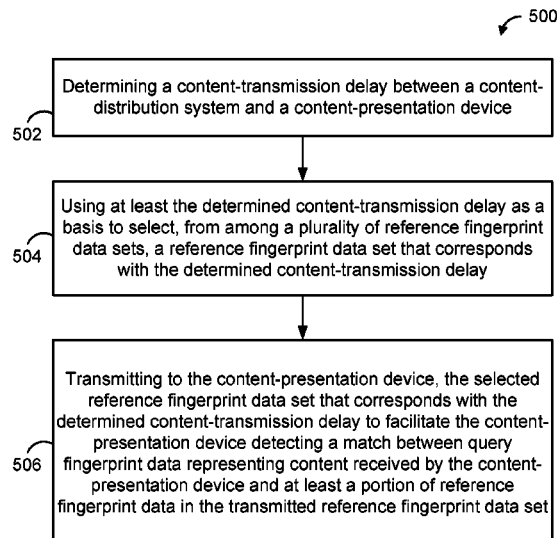 500
Determining a content-transmission delay between a content-
distribution system and a content-presentation device
502
Using at least the determined content-transmission delay as a
basis to select, from among a plurality of reference fingerprint
data sets, a reference fingerprint data set that corresponds with
the determined content-transmission delay
504
Transmitting to the content-presentation device, the selected
reference fingerprint data set that corresponds with the
determined content-transmission delay to facilitate the content-
presentation device detecting a match between query
fingerprint data representing content received by the content-
presentation device and at least a portion of reference
fingerprint data in the transmitted reference fingerprint data set
506